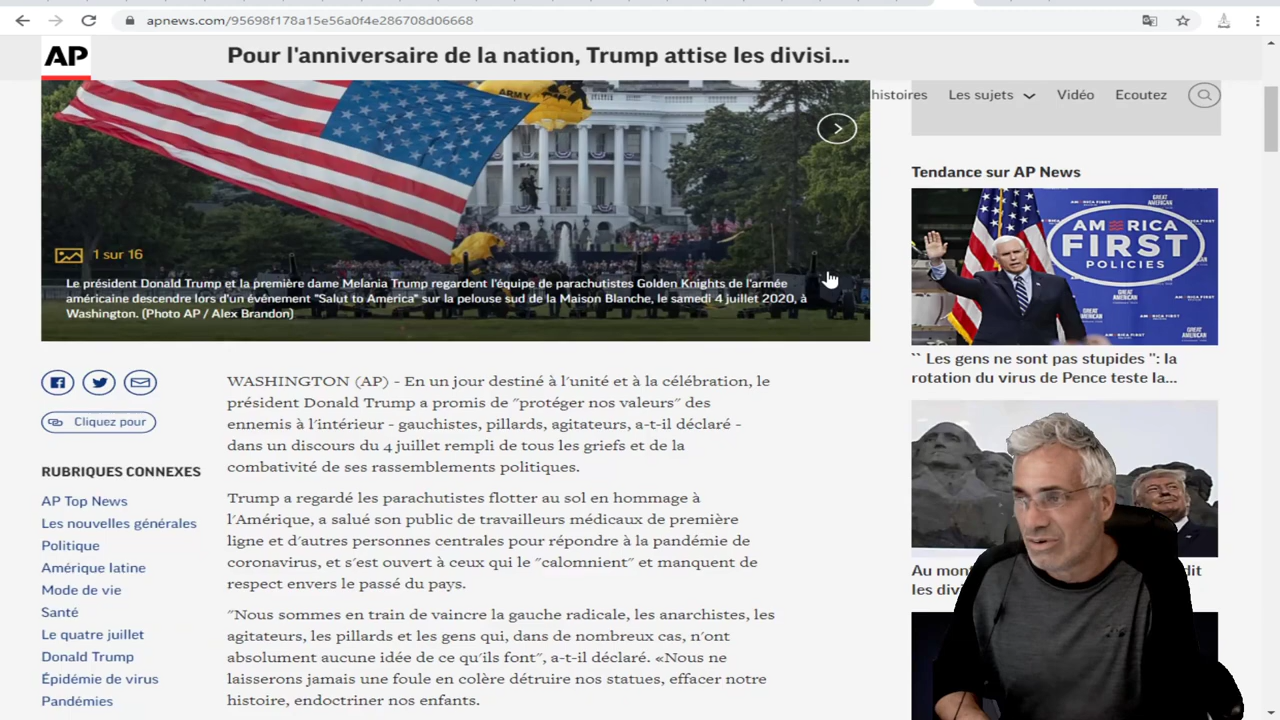 apnews.com/95698f178a15e56a0f4e286708d06668
AP
Pour l'anniversaire de la nation, Trump attise les divisi...
histoires
Les sujets
Vidéo
Ecoutez
ARMY
1 sur 16
Le président Donald Trump et la première dame Melania Trump regardent l'équipe de parachutistes Golden Knights de l'armée
américaine descendre lors d'un événement "Salut to America" sur la pelouse sud de la Maison Blanche, le samedi 4 juillet 2020, à
Washington. (Photo AP / Alex Brandon)
Cliquez pour
RUBRIQUES CONNEXES
AP Top News
Les nouvelles générales
Politique
Amérique latine
Mode de vie
Santé
Le quatre juillet
Donald Trump
Épidémie de virus
Pandémies
WASHINGTON (AP) - En un jour destiné à l'unité et à la célébration, le
président Donald Trump a promis de "protéger nos valeurs" des
ennemis à l'intérieur - gauchistes, pillards, agitateurs, a-t-il déclaré -
dans un discours du 4 juillet rempli de tous les griefs et de la
combativité de ses rassemblements politiques.
Trump a regardé les parachutistes flotter au sol en hommage à
l'Amérique, a salué son public de travailleurs médicaux de première
ligne et d'autres personnes centrales pour répondre à la pandémie de
coronavirus, et s'est ouvert à ceux qui le "calomnient" et manquent de
respect envers le passé du pays.
"Nous sommes en train de vaincre la gauche radicale, les anarchistes, les
agitateurs, les pillards et les gens qui, dans de nombreux cas, n'ont
absolument aucune idée de ce qu'ils font", a-t-il déclaré. «Nous ne
laisserons jamais une foule en colère détruire nos statues, effacer notre
histoire, endoctriner nos enfants.
Tendance sur AP News
AMERICA
FIRST
POLICIES
GREAT
AMERICAN
`` Les gens ne sont pas stupides '': la
rotation du virus de Pence teste la...
Au mon
dit
les divi